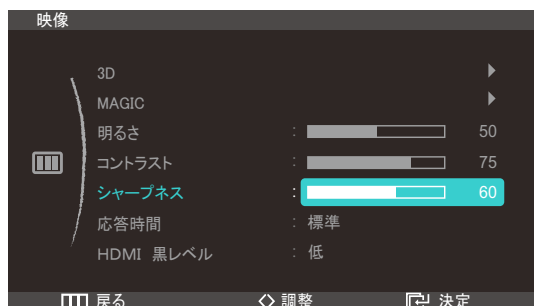 映像
3D
MAGIC
明るさ : 50
コントラスト : 75
シャープネス : 60
応答時間 : 標準
HDMI 黒レベル : 低
戻る 調整 決定